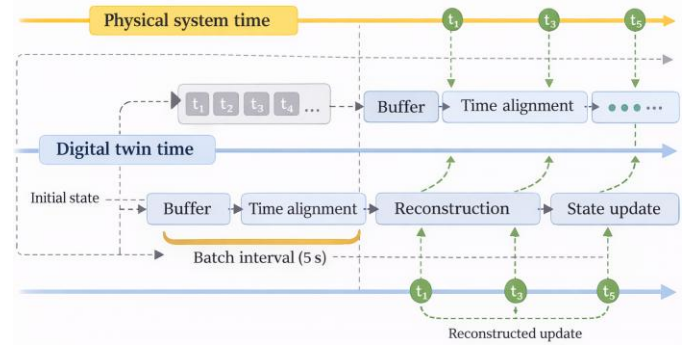 Physical system time
t₁ t₃ t₅ t₃
t₁ t₂ t₃ t₄ ...
Buffer
Time alignment
Digital twin time
Initial state
Buffer
Time alignment
Reconstruction
State update
Batch interval (5 s)
t₁ t₃ t₅
Reconstructed update